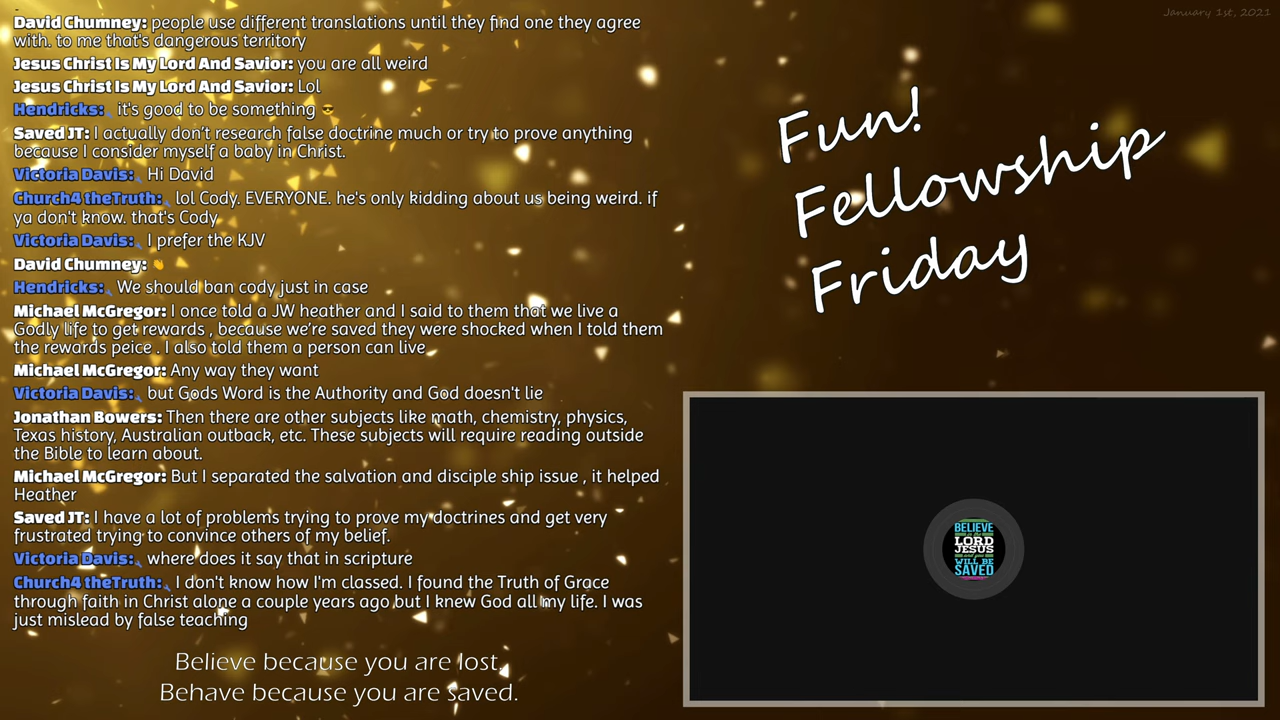 David Chumney: people use different translations until they find one they agree
with. to me that's dangerous territory
Jesus Christ Is My Lord And Savior: you are all weird
Jesus Christ Is My Lord And Savior: Lol
Hendricks: it's good to be something 😎
Saved JT: I actually don't research false doctrine much or try to prove anything
because I consider myself a baby in Christ.
Victoria Davis: Hi David
Church4 theTruth: lol Cody. EVERYONE. he's only kidding about us being weird. if
ya don't know. that's Cody
Victoria Davis: I prefer the KJV
David Chumney: 👏
Hendricks: We should ban cody just in case
Michael McGregor: I once told a JW heather and I said to them that we live a
Godly life to get rewards , because we're saved they were shocked when I told them
the rewards peice . I also told them a person can live
Michael McGregor: Any way they want
Victoria Davis: but Gods Word is the Authority and God doesn't lie
Jonathan Bowers: Then there are other subjects like math, chemistry, physics,
Texas history, Australian outback, etc. These subjects will require reading outside
the Bible to learn about.
Michael McGregor: But I separated the salvation and disciple ship issue , it helped
Heather
Saved JT: I have a lot of problems trying to prove my doctrines and get very
frustrated trying to convince others of my belief.
Victoria Davis: where does it say that in scripture
Church4 theTruth: I don't know how I'm classed. I found the Truth of Grace
through faith in Christ alone a couple years ago but I knew God all my life. I was
just mislead by false teaching
Believe because you are lost.
Behave because you are saved.
January 1st, 2021
Fun!
Fellowship
Friday
BELIEVE
LORD
JESUS
WILL BE
SAVED